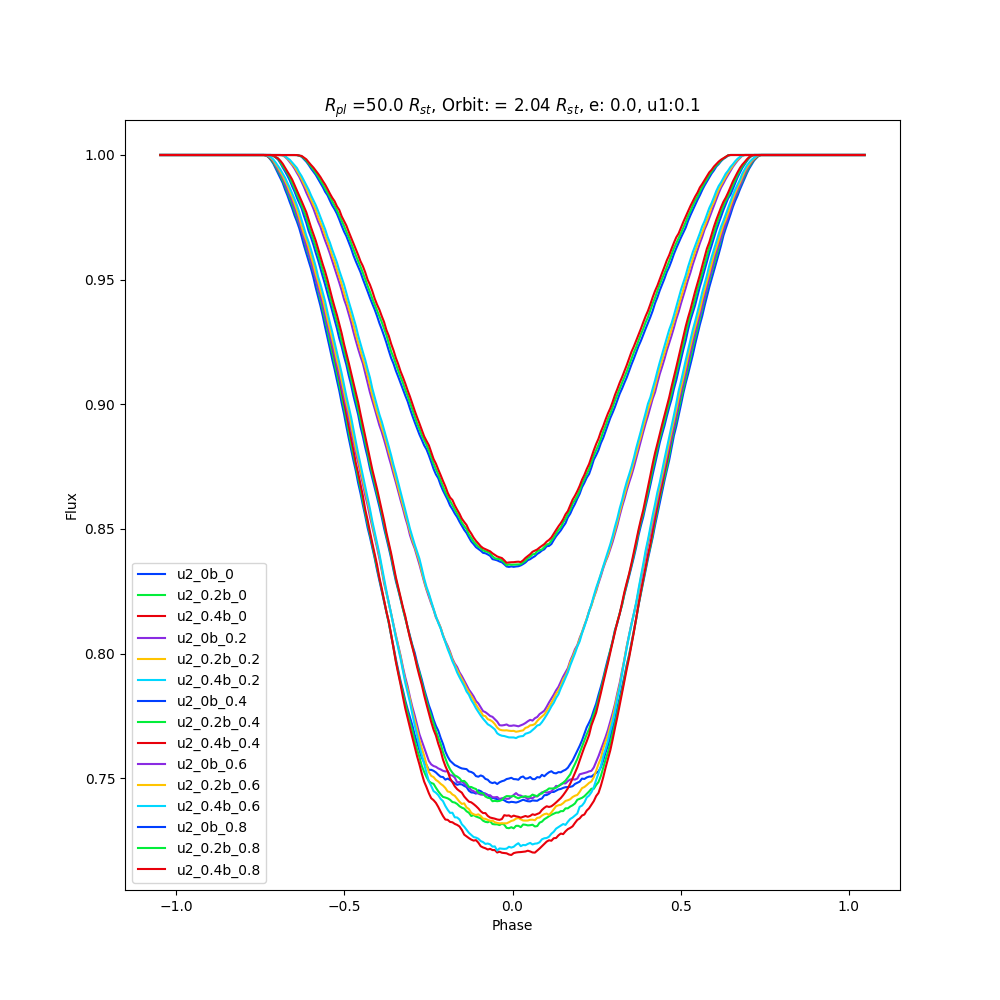 R_pl =50.0 R_st, Orbit: = 2.04 R_st, e: 0.0, u1:0.1
Flux
1.00
0.95
0.90
0.85
0.80
0.75
u2_0b_0
u2_0.2b_0
u2_0.4b_0
u2_0b_0.2
u2_0.2b_0.2
u2_0.4b_0.2
u2_0b_0.4
u2_0.2b_0.4
u2_0.4b_0.4
u2_0b_0.6
u2_0.2b_0.6
u2_0.4b_0.6
u2_0b_0.8
u2_0.2b_0.8
u2_0.4b_0.8
−1.0 −0.5 0.0 0.5 1.0
Phase